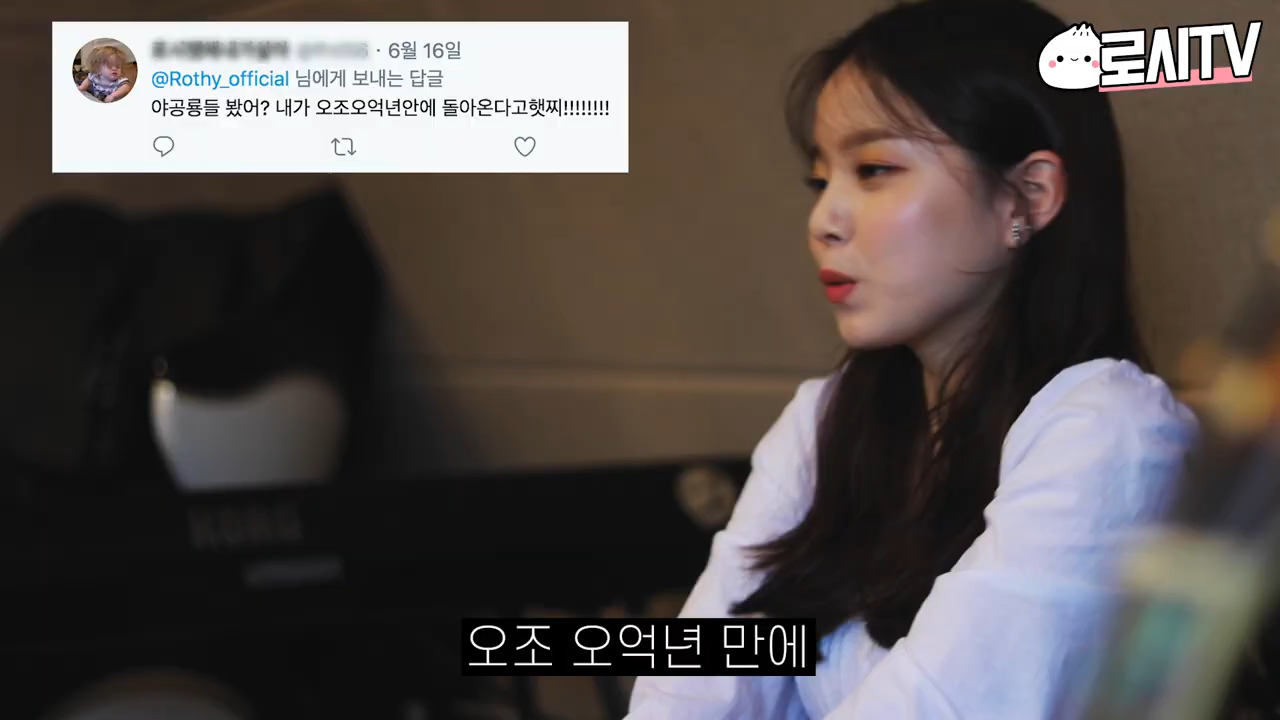 · 6월 16일
@Rothy_official 님에게 보내는 답글
야공룡들 봤어? 내가 오조오억년안에 돌아온다고햇찌!!!!!!!!
로시TV
오조 오억년 만에